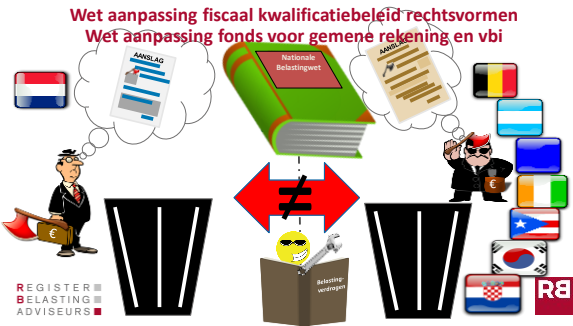 Wet aanpassing fiscaal kwalificatiebeleid rechtsvormen
Wet aanpassing fonds voor gemene rekening en vbi
AANSLAG
Nationale
Belastingwet
AANSLAG
€
€
≠
Belasting-
verdragen
REGISTER
BELASTING
ADVISEURS
RB